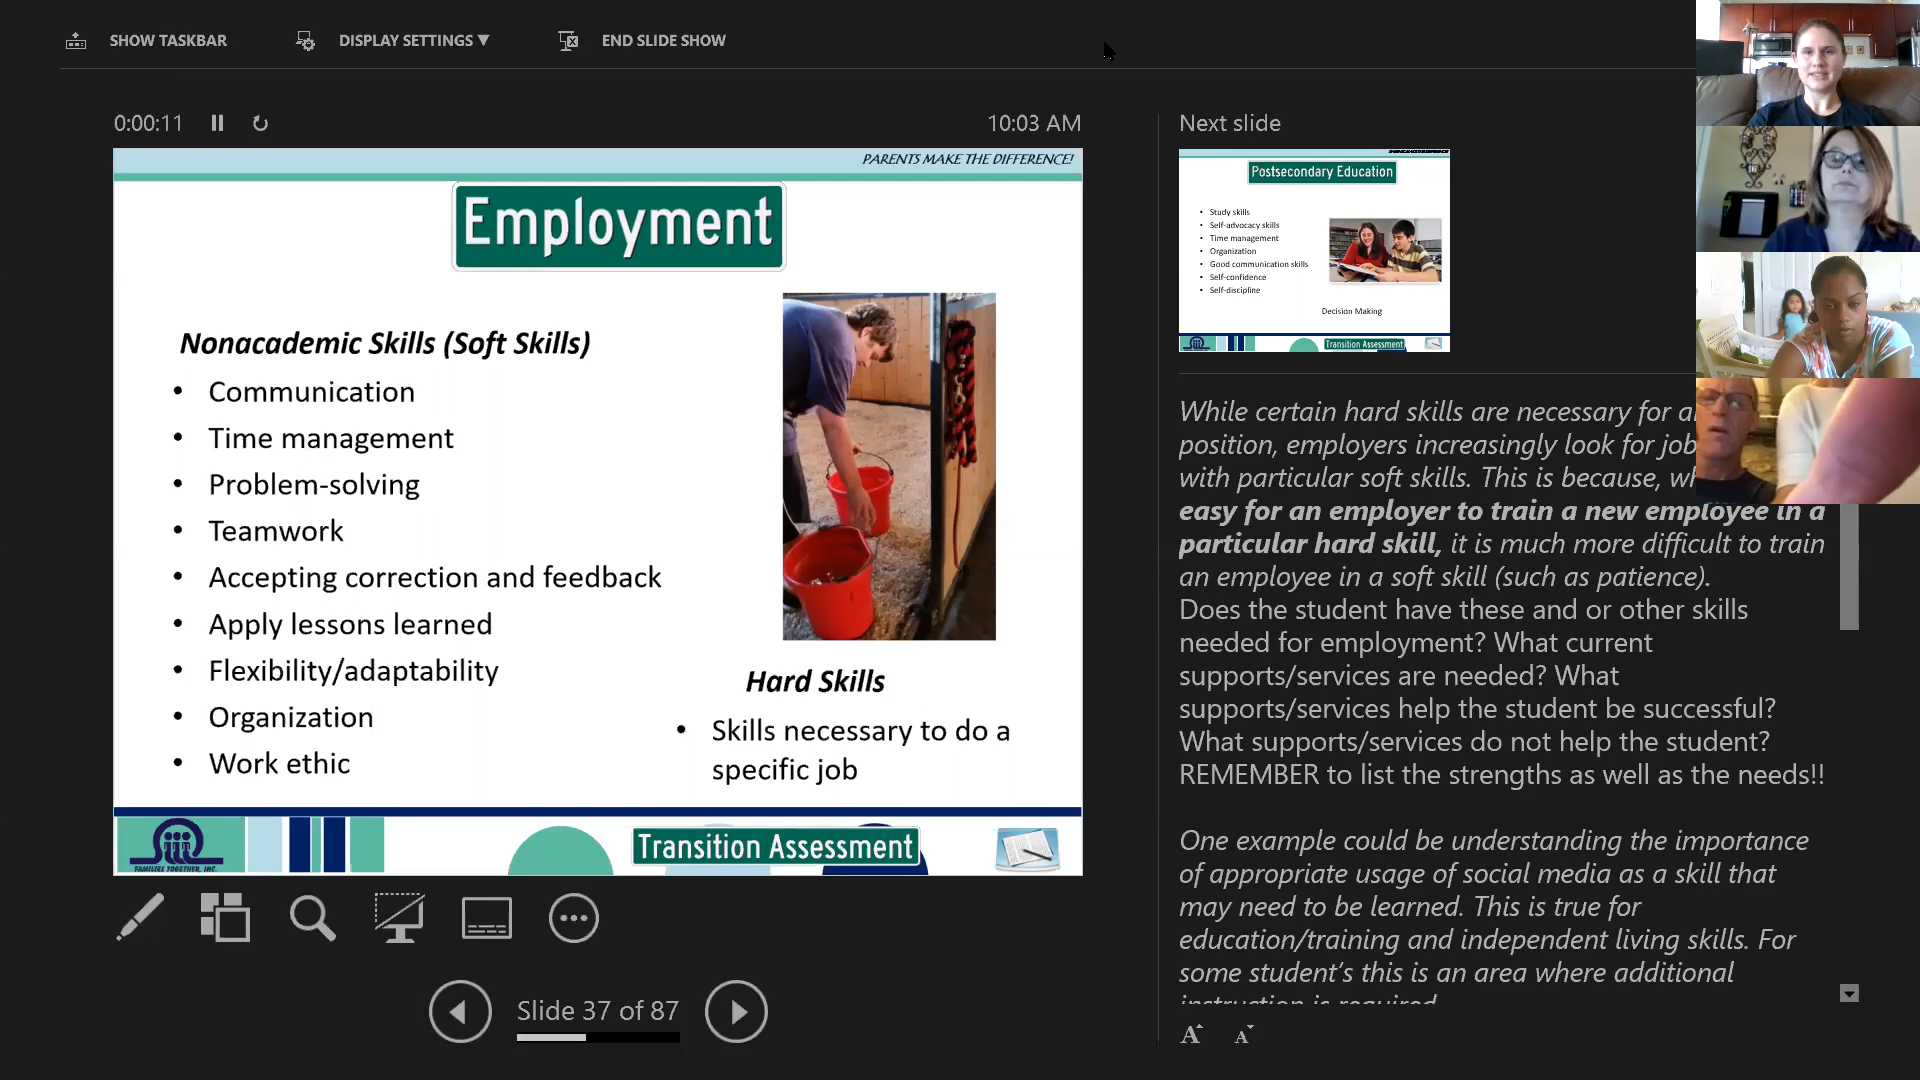 SHOW TASKBAR
DISPLAY SETTINGS ▼
END SLIDE SHOW
0:00:11
10:03 AM
PARENTS MAKE THE DIFFERENCE!
Employment
Nonacademic Skills (Soft Skills)
• Communication
• Time management
• Problem-solving
• Teamwork
• Accepting correction and feedback
• Apply lessons learned
• Flexibility/adaptability
• Organization
• Work ethic
Hard Skills
• Skills necessary to do a
specific job
FAMILIES TOGETHER, INC.
Transition Assessment
Slide 37 of 87
Next slide
Postsecondary Education
• Study skills
• Self-advocacy skills
• Time management
• Organization
• Good communication skills
• Self-confidence
• Self-discipline
Decision Making
Transition Assessment
While certain hard skills are necessary for
position, employers increasingly look for job
with particular soft skills. This is because,
easy for an employer to train a new employee in a
particular hard skill, it is much more difficult to train
an employee in a soft skill (such as patience).
Does the student have these and or other skills
needed for employment? What current
supports/services are needed? What
supports/services help the student be successful?
What supports/services do not help the student?
REMEMBER to list the strengths as well as the needs!!
One example could be understanding the importance
of appropriate usage of social media as a skill that
may need to be learned. This is true for
education/training and independent living skills. For
some student's this is an area where additional
instruction is required
A A